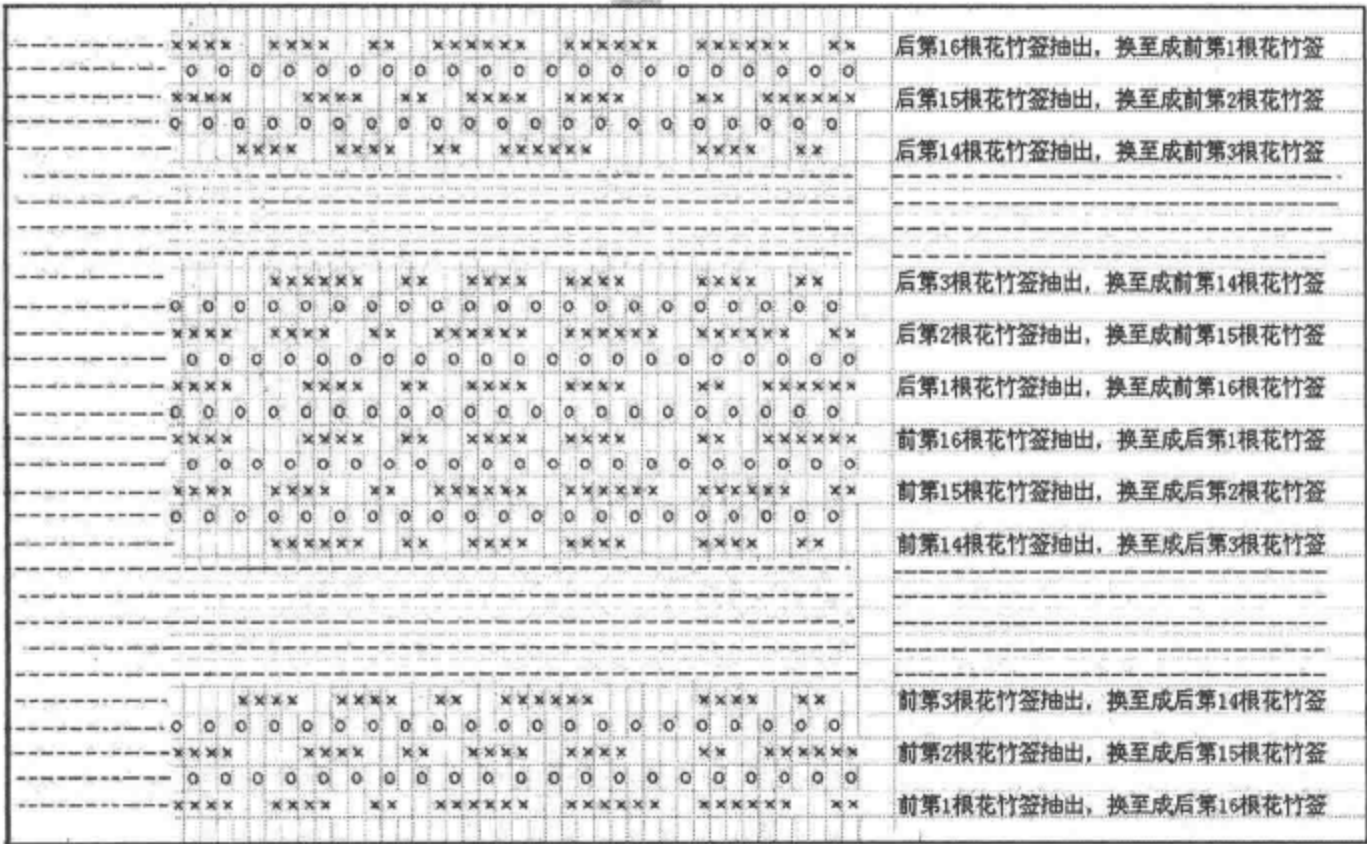 后第16根花竹签抽出，换至成前第1根花竹签
后第15根花竹签抽出，换至成前第2根花竹签
后第14根花竹签抽出，换至成前第3根花竹签
后第3根花竹签抽出，换至成前第14根花竹签
后第2根花竹签抽出，换至成前第15根花竹签
后第1根花竹签抽出，换至成前第16根花竹签
前第16根花竹签抽出，换至成后第1根花竹签
前第15根花竹签抽出，换至成后第2根花竹签
前第14根花竹签抽出，换至成后第3根花竹签
前第3根花竹签抽出，换至成后第14根花竹签
前第2根花竹签抽出，换至成后第15根花竹签
前第1根花竹签抽出，换至成后第16根花竹签